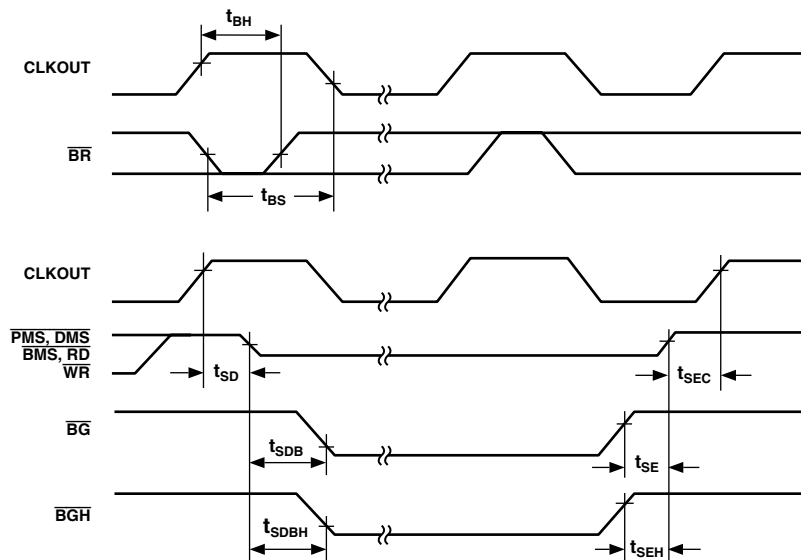 tBH
CLKOUT
BR
tBS
CLKOUT
PMS, DMS
BMS, RD
WR
tSD
tSEC
BG
tSDB
tSE
BGH
tSDBH
tSEH